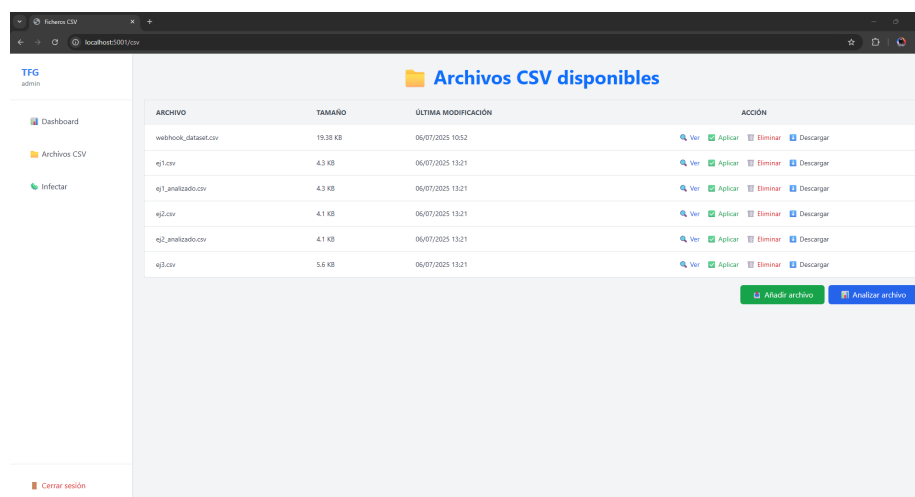 Ficheros CSV
localhost:5001/csv
TFG
admin
Dashboard
Archivos CSV
Infectar
Cerrar sesión
Archivos CSV disponibles
ARCHIVO TAMAÑO ÚLTIMA MODIFICACIÓN ACCIÓN
webhook_dataset.csv 19.38 KB 06/07/2025 10:52 Ver Aplicar Eliminar Descargar
ej1.csv 4.3 KB 06/07/2025 13:21 Ver Aplicar Eliminar Descargar
ej1_analizado.csv 4.3 KB 06/07/2025 13:21 Ver Aplicar Eliminar Descargar
ej2.csv 4.1 KB 06/07/2025 13:21 Ver Aplicar Eliminar Descargar
ej2_analizado.csv 4.1 KB 06/07/2025 13:21 Ver Aplicar Eliminar Descargar
ej3.csv 5.6 KB 06/07/2025 13:21 Ver Aplicar Eliminar Descargar
Añadir archivo Analizar archivo